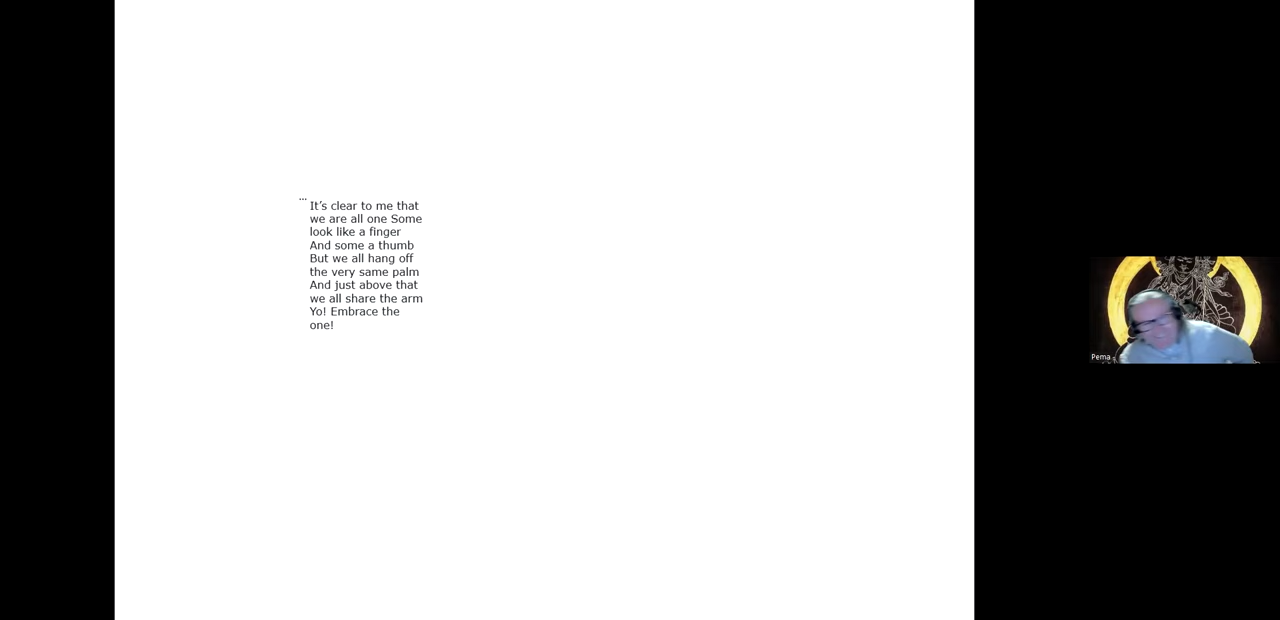 ...
It’s clear to me that
we are all one Some
look like a finger
And some a thumb
But we all hang off
the very same palm
And just above that
we all share the arm
Yo! Embrace the
one!
Pema